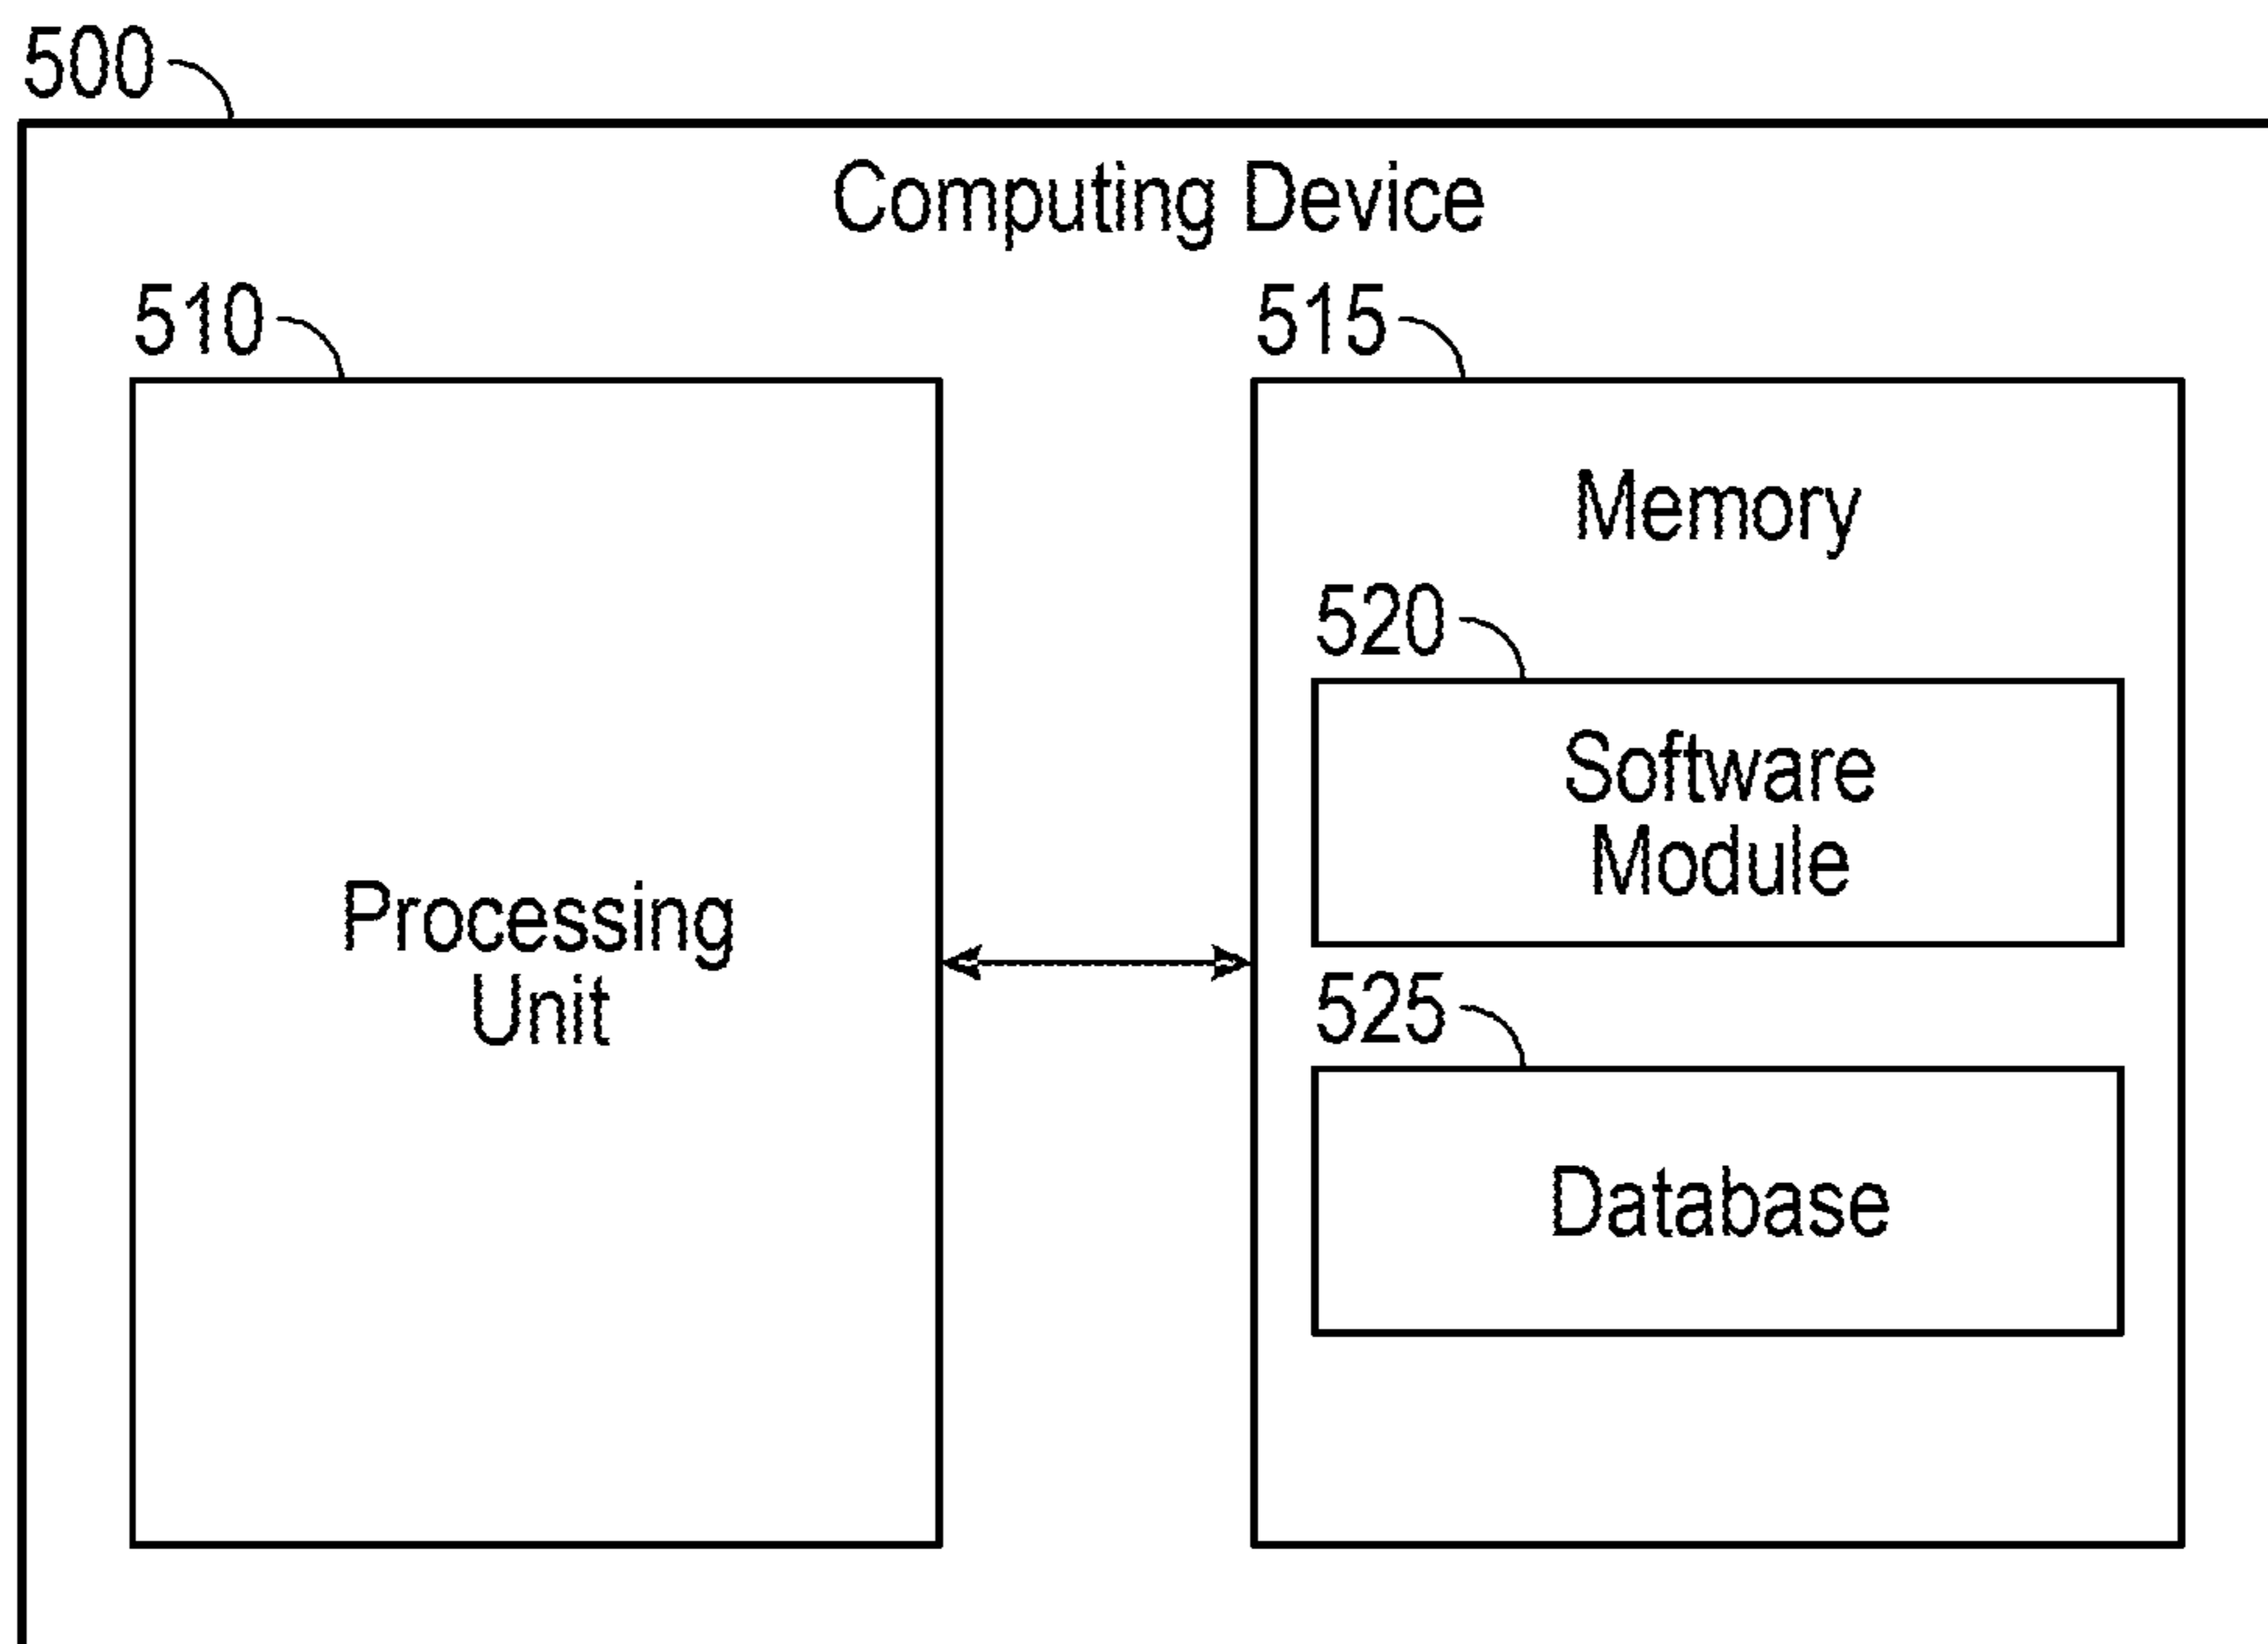 500
Computing Device
510
515
Memory
520
Software
Module
Processing
Unit
525
Database